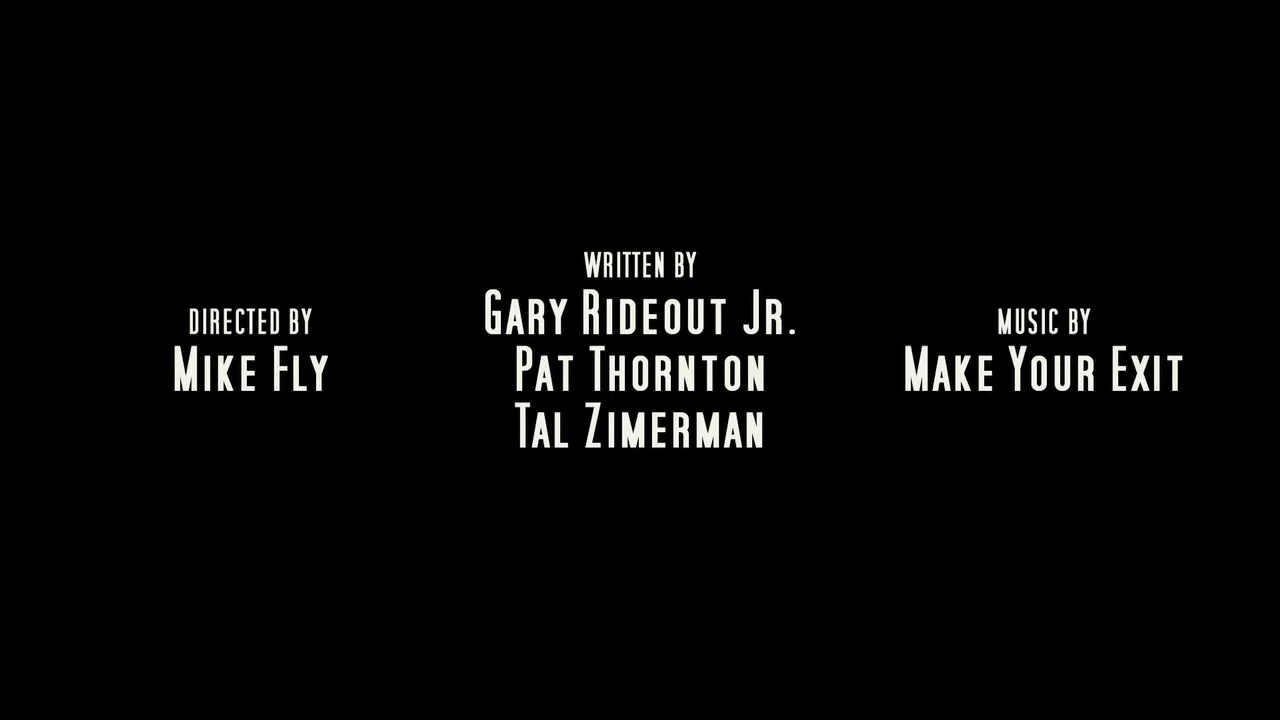 DIRECTED BY
MIKE FLY
WRITTEN BY
GARY RIDEOUT JR.
PAT THORNTON
TAL ZIMERMAN
MUSIC BY
MAKE YOUR EXIT